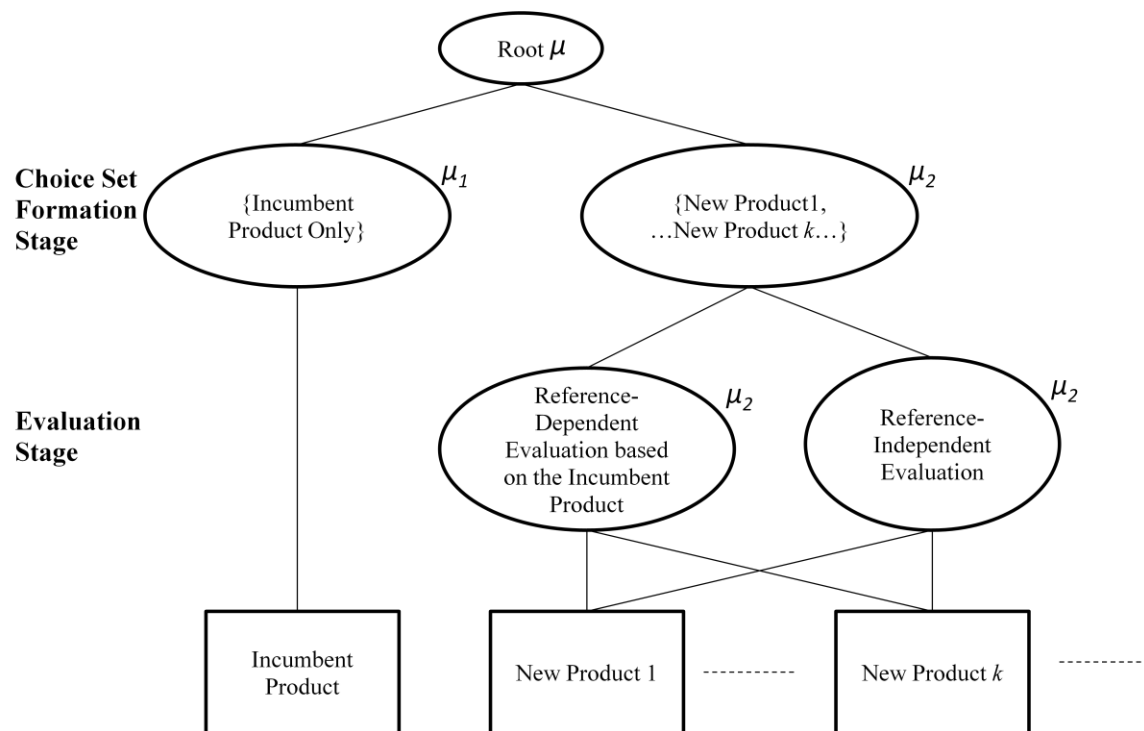 Root μ
Choice Set
Formation
Stage
{Incumbent
Product Only}
μ1
{New Product1,
…New Product k…}
μ2
Evaluation
Stage
Reference-
Dependent
Evaluation based
on the Incumbent
Product
μ2
Reference-
Independent
Evaluation
μ2
Incumbent
Product
New Product 1
New Product k